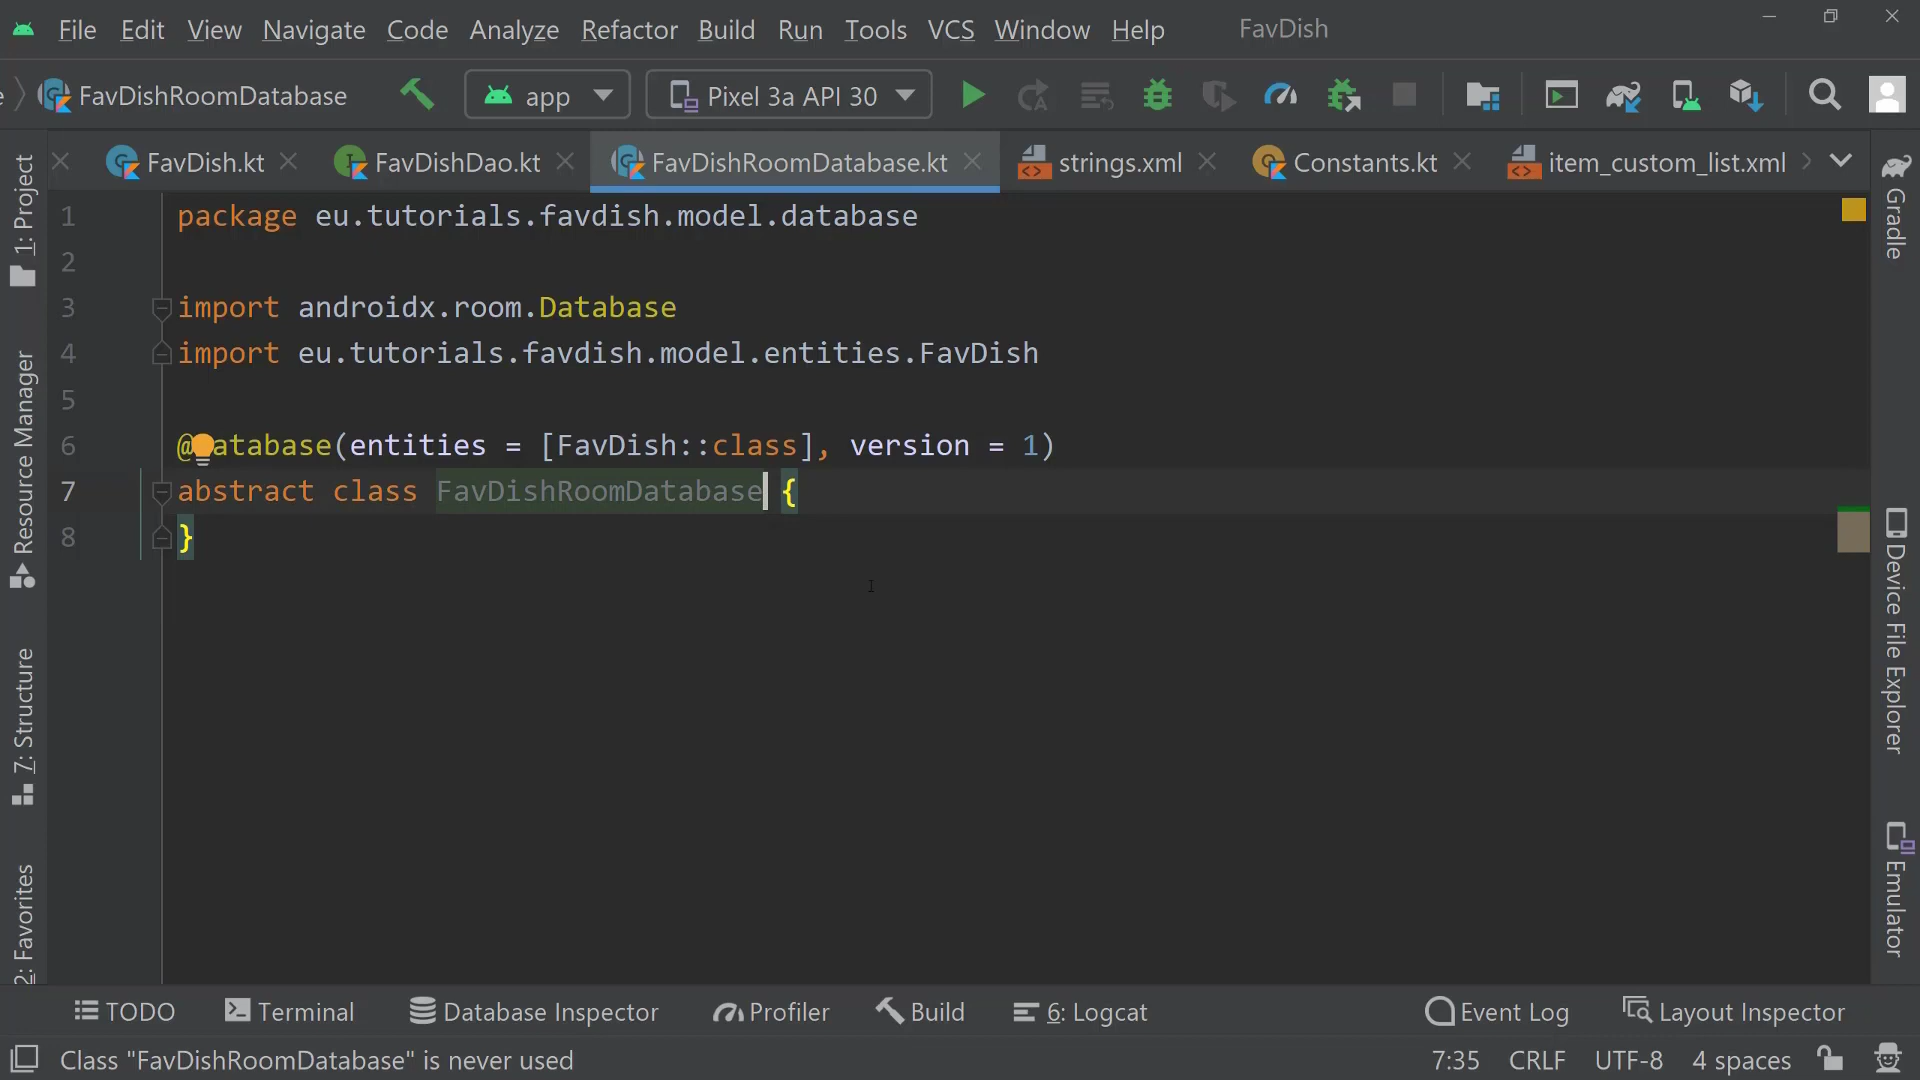 File Edit View Navigate Code Analyze Refactor Build Run Tools VCS Window Help FavDish
FavDishRoomDatabase app Pixel 3a API 30
FavDish.kt FavDishDao.kt FavDishRoomDatabase.kt strings.xml Constants.kt item_custom_list.xml
1 package eu.tutorials.favdish.model.database
2
3 import androidx.room.Database
4 import eu.tutorials.favdish.model.entities.FavDish
5
6 @Database(entities = [FavDish::class], version = 1)
7 abstract class FavDishRoomDatabase {
8 }
1: Project
Resource Manager
7: Structure
2: Favorites
Gradle
Device File Explorer
Emulator
TODO Terminal Database Inspector Profiler Build 6: Logcat Event Log Layout Inspector
Class "FavDishRoomDatabase" is never used 7:35 CRLF UTF-8 4 spaces